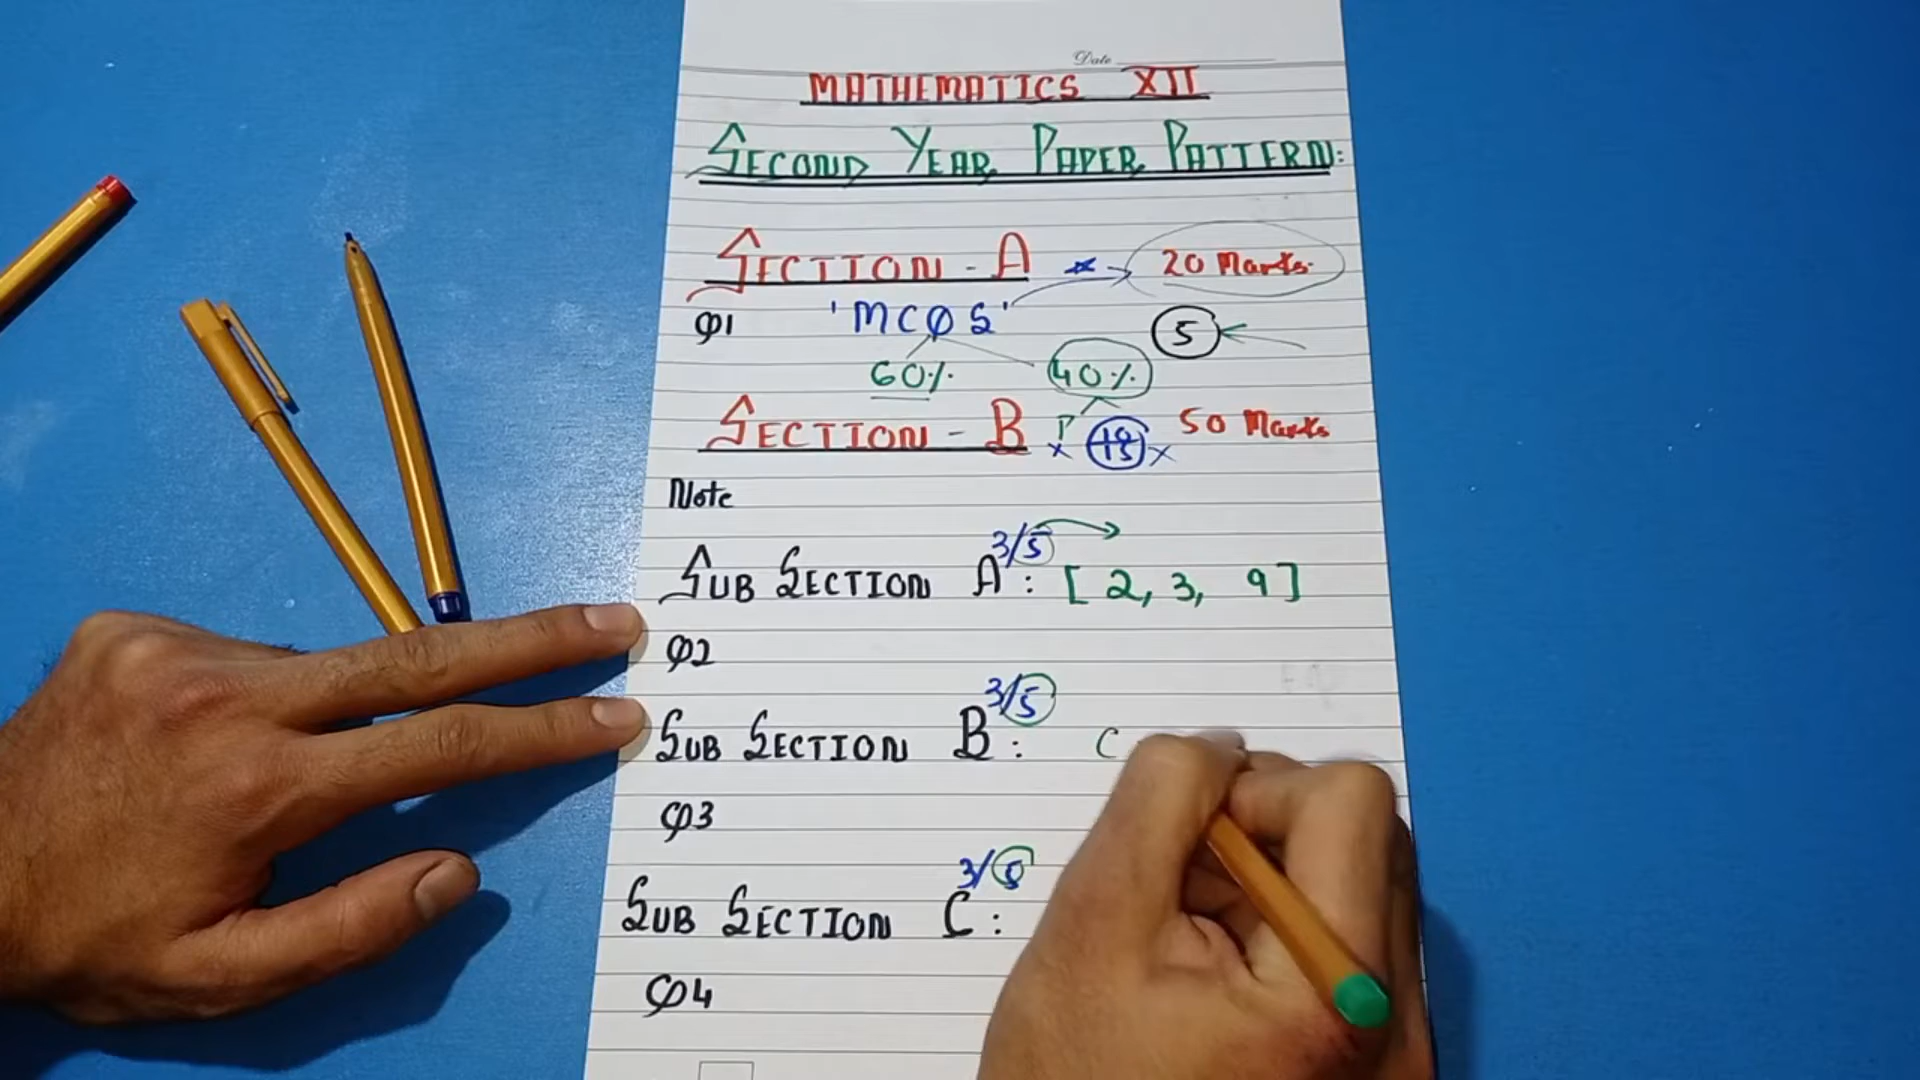 Date
MATHEMATICS XII
SECOND YEAR PAPER PATTERN:
SECTION - A 20 Marks
Q1 'MCQS' 5
60% 40%
SECTION - B 50 Marks
Note
3/5
SUB SECTION A: [2, 3, 9]
Q2
3/5
SUB SECTION B: C
Q3
3/5
SUB SECTION C:
Q4